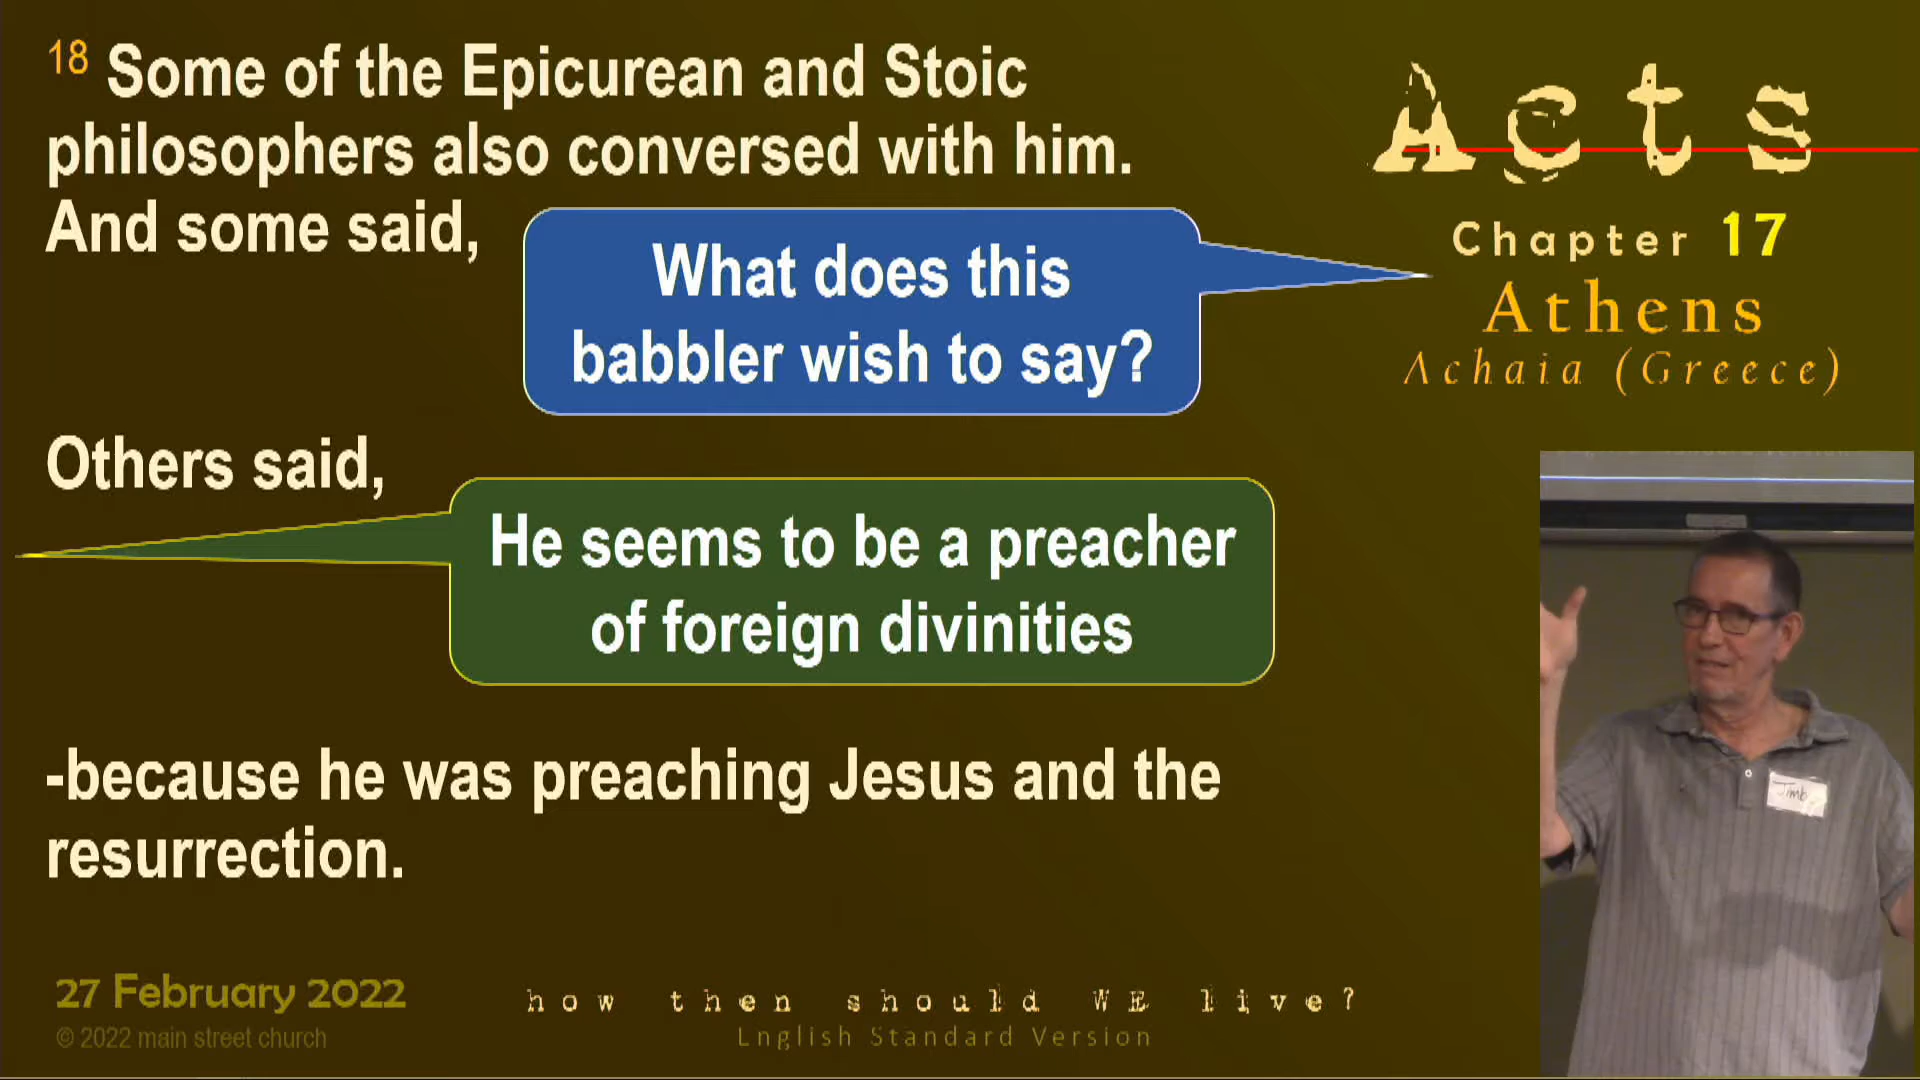 18 Some of the Epicurean and Stoic
philosophers also conversed with him.
And some said,
What does this
babbler wish to say?
Others said,
He seems to be a preacher
of foreign divinities
-because he was preaching Jesus and the
resurrection.
Acts
Chapter 17
Athens
Achaia (Greece)
27 February 2022
© 2022 main street church
how then should WE live?
English Standard Version